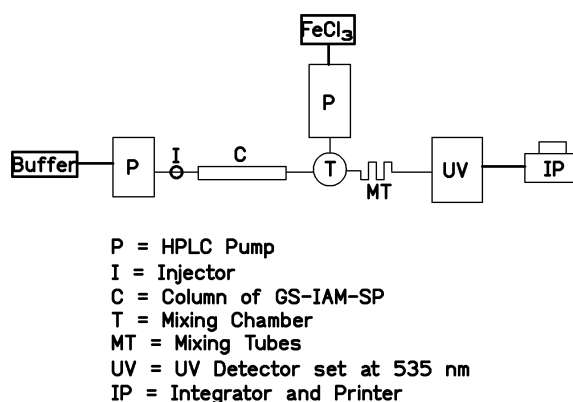 FeCl₃
P
Buffer
P
I
C
T
MT
UV
IP
P = HPLC Pump
I = Injector
C = Column of GS-IAM-SP
T = Mixing Chamber
MT = Mixing Tubes
UV = UV Detector set at 535 nm
IP = Integrator and Printer